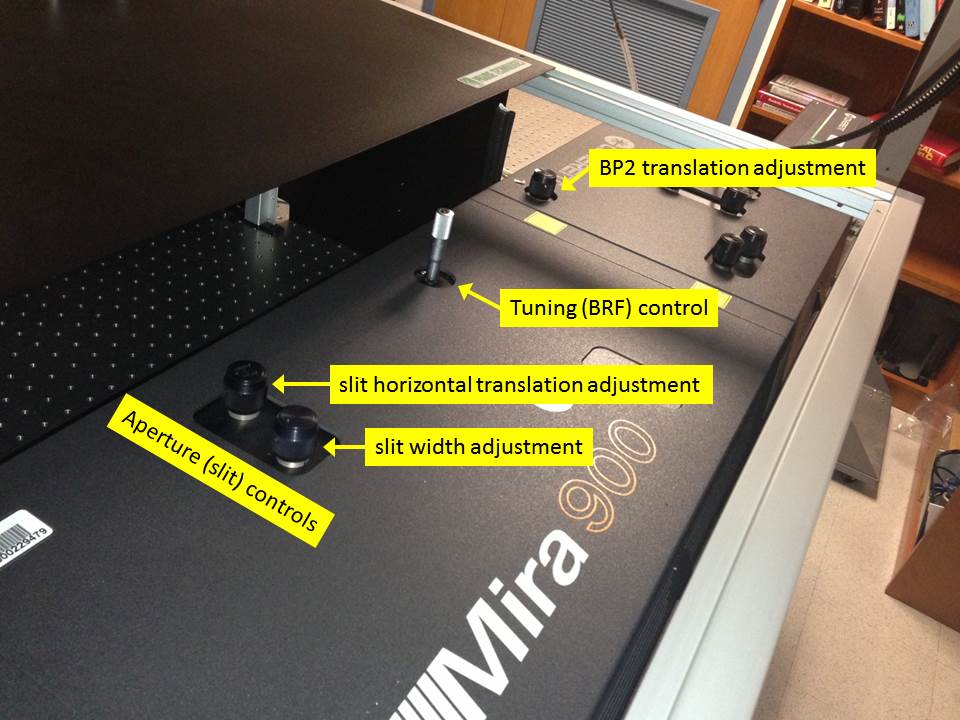 BP2 translation adjustment
Tuning (BRF) control
slit horizontal translation adjustment
slit width adjustment
Aperture (slit) controls
Mira 900